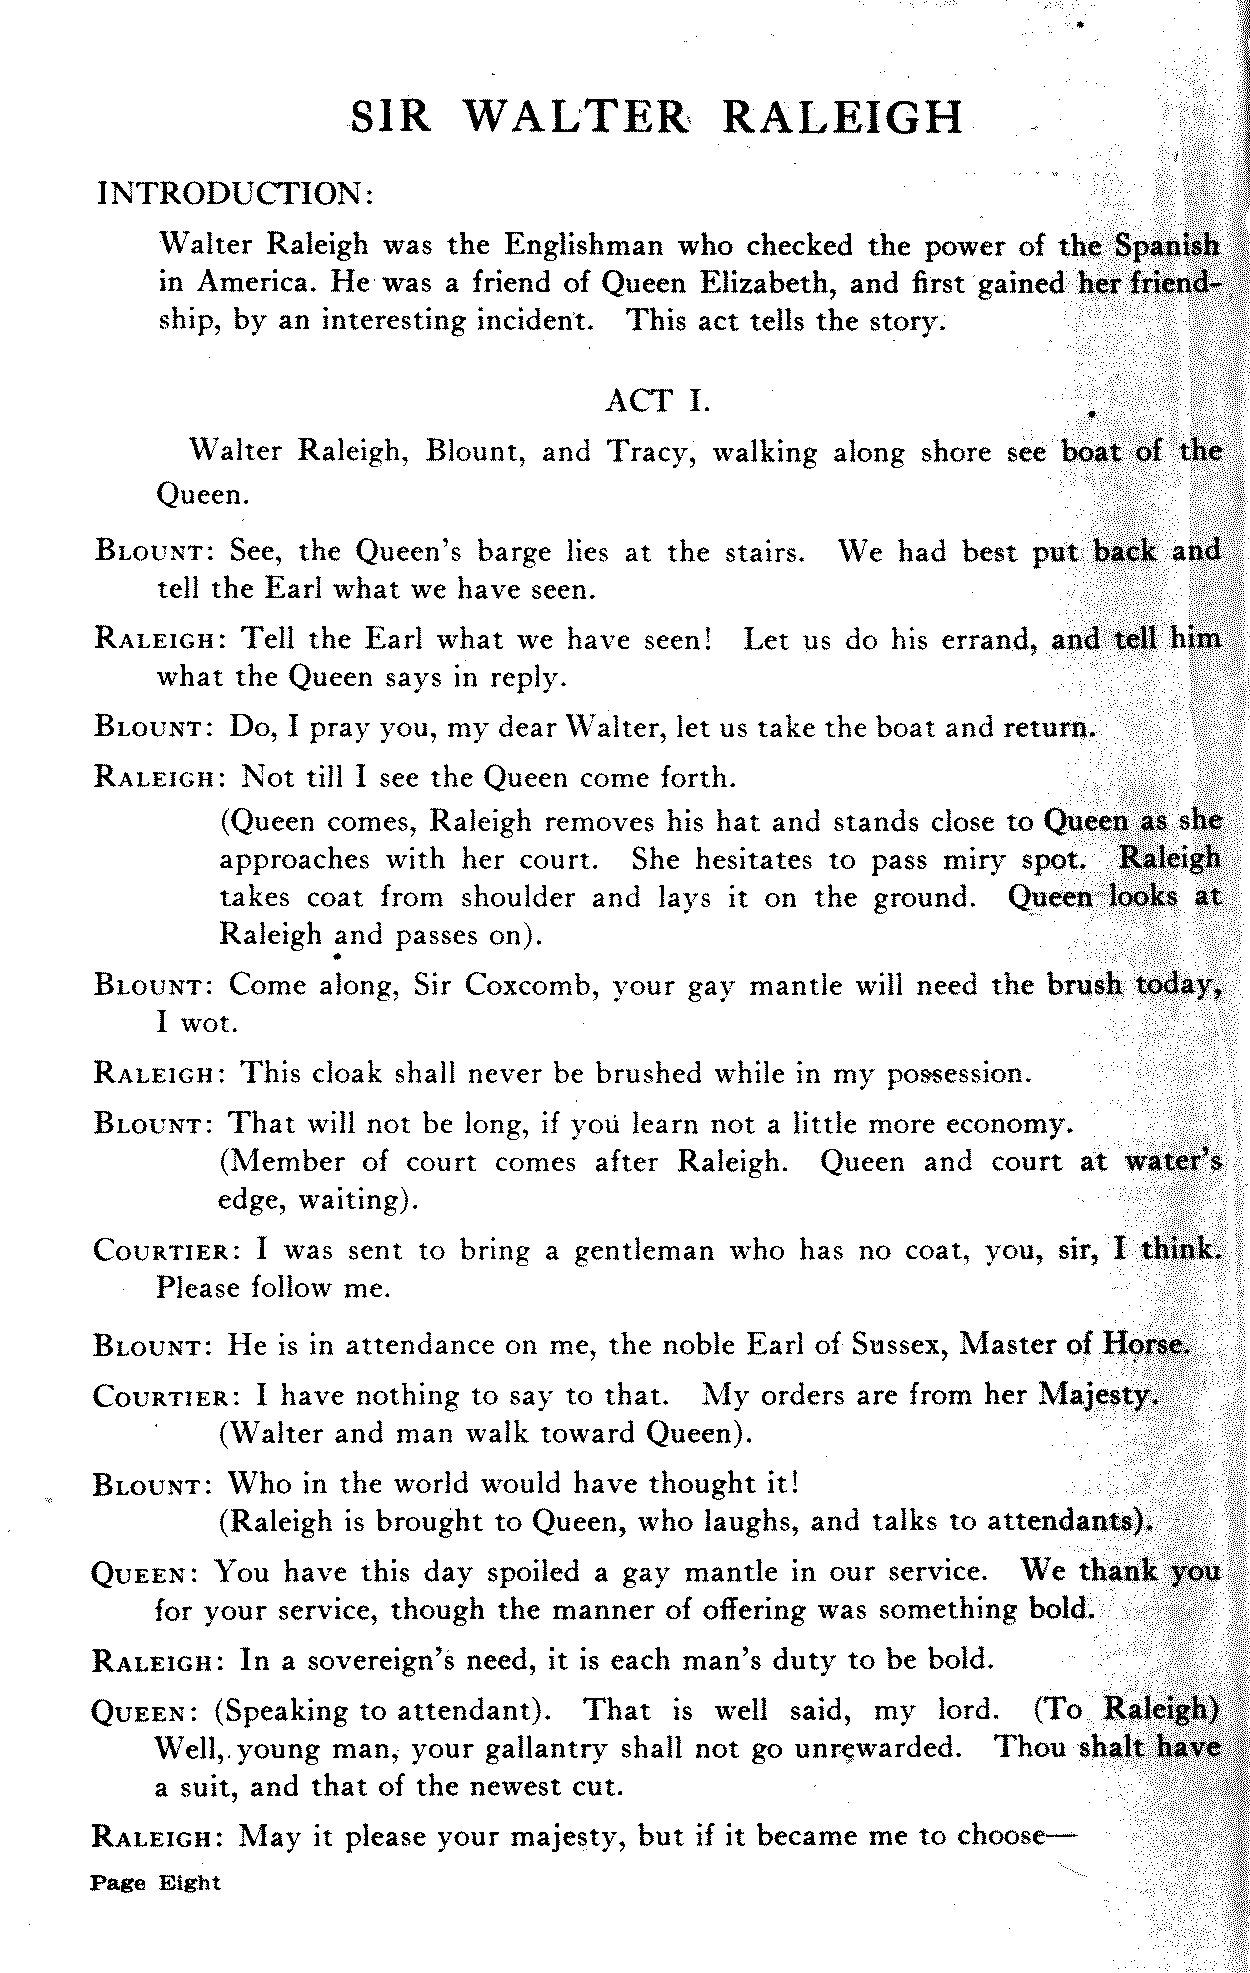 SIR WALTER RALEIGH
INTRODUCTION:
Walter Raleigh was the Englishman who checked the power of the Spanish
in America. He was a friend of Queen Elizabeth, and first gained her friend-
ship, by an interesting incident. This act tells the story.
ACT I.
Walter Raleigh, Blount, and Tracy, walking along shore see boat of the
Queen.
BLOUNT: See, the Queen's barge lies at the stairs. We had best put back and
tell the Earl what we have seen.
RALEIGH: Tell the Earl what we have seen! Let us do his errand, and tell him
what the Queen says in reply.
BLOUNT: Do, I pray you, my dear Walter, let us take the boat and return.
RALEIGH: Not till I see the Queen come forth.
(Queen comes, Raleigh removes his hat and stands close to Queen as she
approaches with her court. She hesitates to pass miry spot. Raleigh
takes coat from shoulder and lays it on the ground. Queen looks at
Raleigh and passes on).
BLOUNT: Come along, Sir Coxcomb, your gay mantle will need the brush today,
I wot.
RALEIGH: This cloak shall never be brushed while in my possession.
BLOUNT: That will not be long, if you learn not a little more economy.
(Member of court comes after Raleigh. Queen and court at water's
edge, waiting).
COURTIER: I was sent to bring a gentleman who has no coat, you, sir, I think.
Please follow me.
BLOUNT: He is in attendance on me, the noble Earl of Sussex, Master of Horse.
COURTIER: I have nothing to say to that. My orders are from her Majesty.
(Walter and man walk toward Queen).
BLOUNT: Who in the world would have thought it!
(Raleigh is brought to Queen, who laughs, and talks to attendants).
QUEEN: You have this day spoiled a gay mantle in our service. We thank you
for your service, though the manner of offering was something bold.
RALEIGH: In a sovereign's need, it is each man's duty to be bold.
QUEEN: (Speaking to attendant). That is well said, my lord. (To Raleigh)
Well, young man, your gallantry shall not go unrewarded. Thou shalt have
a suit, and that of the newest cut.
RALEIGH: May it please your majesty, but if it became me to choose—
Page Eight